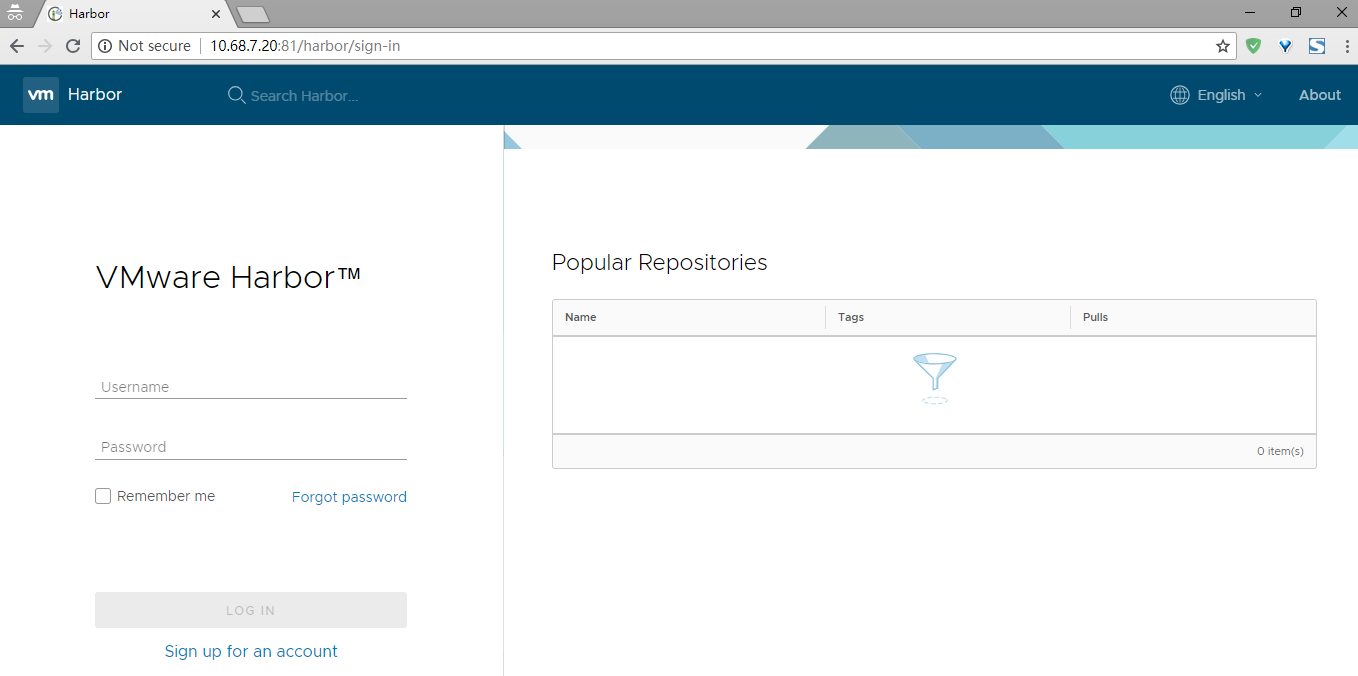 Harbor
Not secure 10.68.7.20:81/harbor/sign-in
vm Harbor Search Harbor... English About
VMware Harbor™
Username
Password
Remember me Forgot password
LOG IN
Sign up for an account
Popular Repositories
Name Tags Pulls
0 item(s)